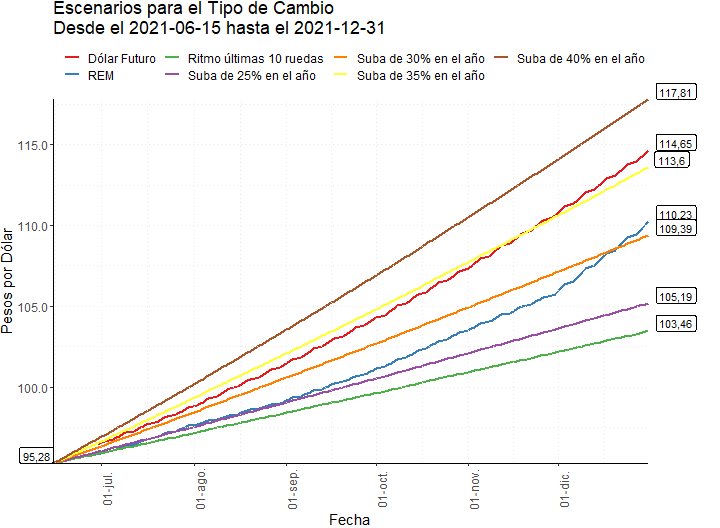 Escenarios para el Tipo de Cambio
Desde el 2021-06-15 hasta el 2021-12-31
Dólar Futuro
Ritmo últimas 10 ruedas
Suba de 30% en el año
Suba de 40% en el año
REM
Suba de 25% en el año
Suba de 35% en el año
117,81
115.0
114,65
113,6
110.0
110,23
109,39
105.0
105,19
103,46
100.0
95,28
Pesos por Dólar
01-jul.
01-ago.
01-sep.
01-oct.
01-nov.
01-dic.
Fecha